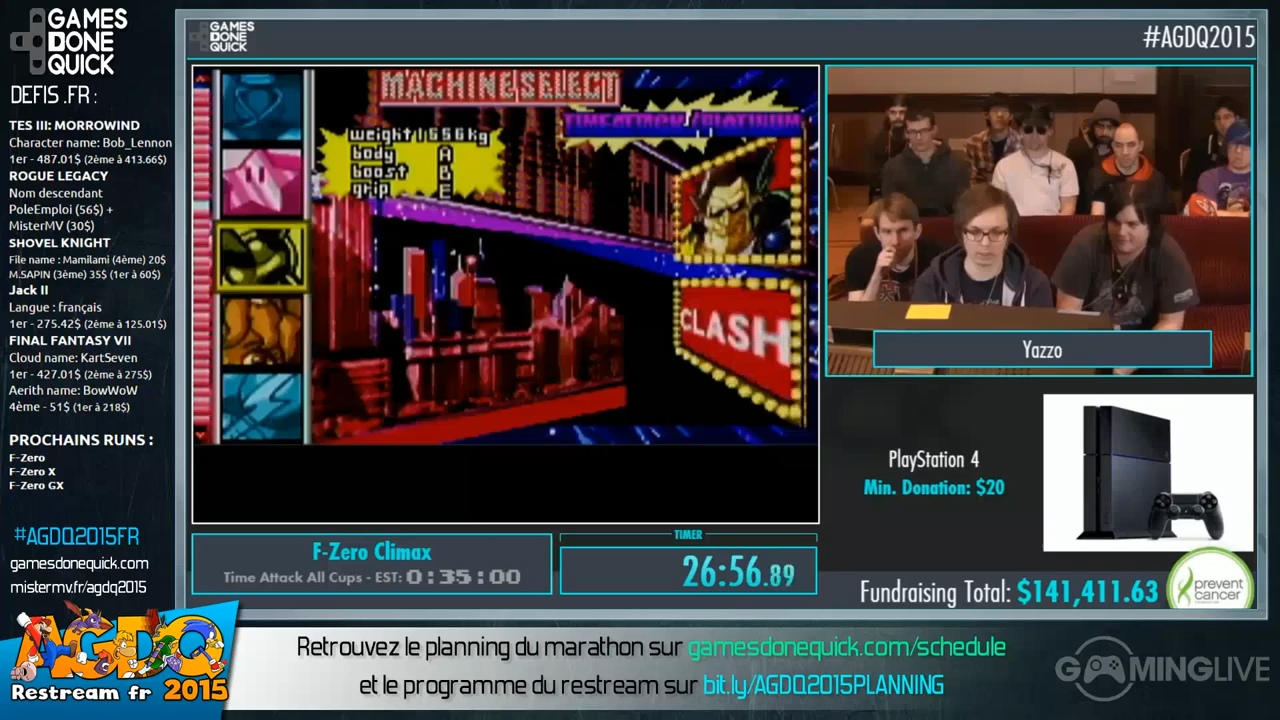 GAMES
DONE
QUICK
DEFIS .FR :
TES III: MORROWIND
Character name: Bob_Lennon
1er - 487.01$ (2ème à 413.66$)
ROGUE LEGACY
Nom descendant
PoleEmploi (56$) +
MisterMV (30$)
SHOVEL KNIGHT
File name : Mamilami (4ème) 20$
M.SAPIN (3ème) 35$ (1er à 60$)
Jack II
Langue : français
1er - 275.42$ (2ème à 125.01$)
FINAL FANTASY VII
Cloud name: KartSeven
1er - 427.01$ (2ème à 275$)
Aerith name: BowWoW
4ème - 51$ (1er à 218$)
PROCHAINS RUNS :
F-Zero
F-Zero X
F-Zero GX
#AGDQ2015FR
gamesdonequick.com
mistermv.fr/agdq2015
AGDQ
Restream fr 2015
GAMES
DONE
QUICK
#AGDQ2015
MACHINE SELECT
TIME ATTACK/PLATINUM
weight 1656kg
body A
boost B
grip E
CLASH
Yazzo
PlayStation 4
Min. Donation: $20
F-Zero Climax
Time Attack All Cups - EST: 0:35:00
TIMER
26:56.89
Fundraising Total: $141,411.63
prevent
cancer
Retrouvez le planning du marathon sur gamesdonequick.com/schedule
et le programme du restream sur bit.ly/AGDQ2015PLANNING
GAMINGLIVE